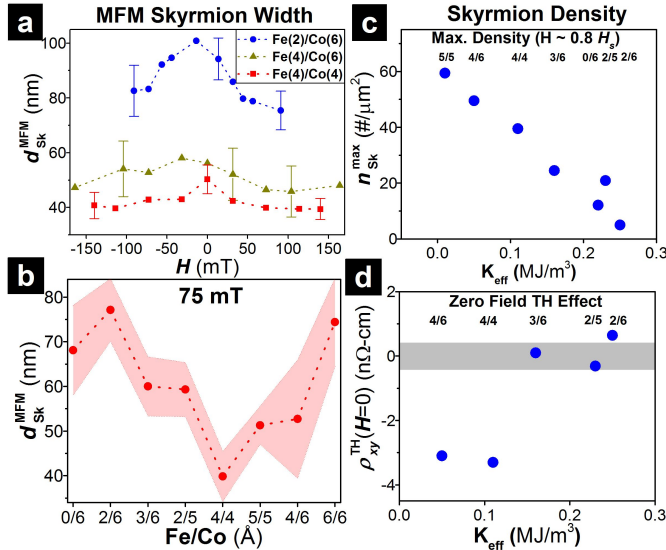 MFM Skyrmion Width
a
Fe(2)/Co(6)
Fe(4)/Co(6)
Fe(4)/Co(4)
100
80
60
40
d_Sk^MFM (nm)
-150 -100 -50 0 50 100 150
H (mT)
b
75 mT
80
70
60
50
40
d_Sk^MFM (nm)
0/6 2/6 3/6 2/5 4/4 5/5 4/6 6/6
Fe/Co (Å)
Skyrmion Density
c
Max. Density (H ~ 0.8 H_s)
5/5 4/6 4/4 3/6 0/6 2/5 2/6
80
60
40
20
0
n_Sk^max (#/μm²)
0.0 0.1 0.2 0.3
K_eff (MJ/m³)
d
Zero Field TH Effect
4/6 4/4 3/6 2/5 2/6
2
0
-2
-4
ρ_xy^TH(H=0) (nΩ-cm)
0.0 0.1 0.2 0.3
K_eff (MJ/m³)